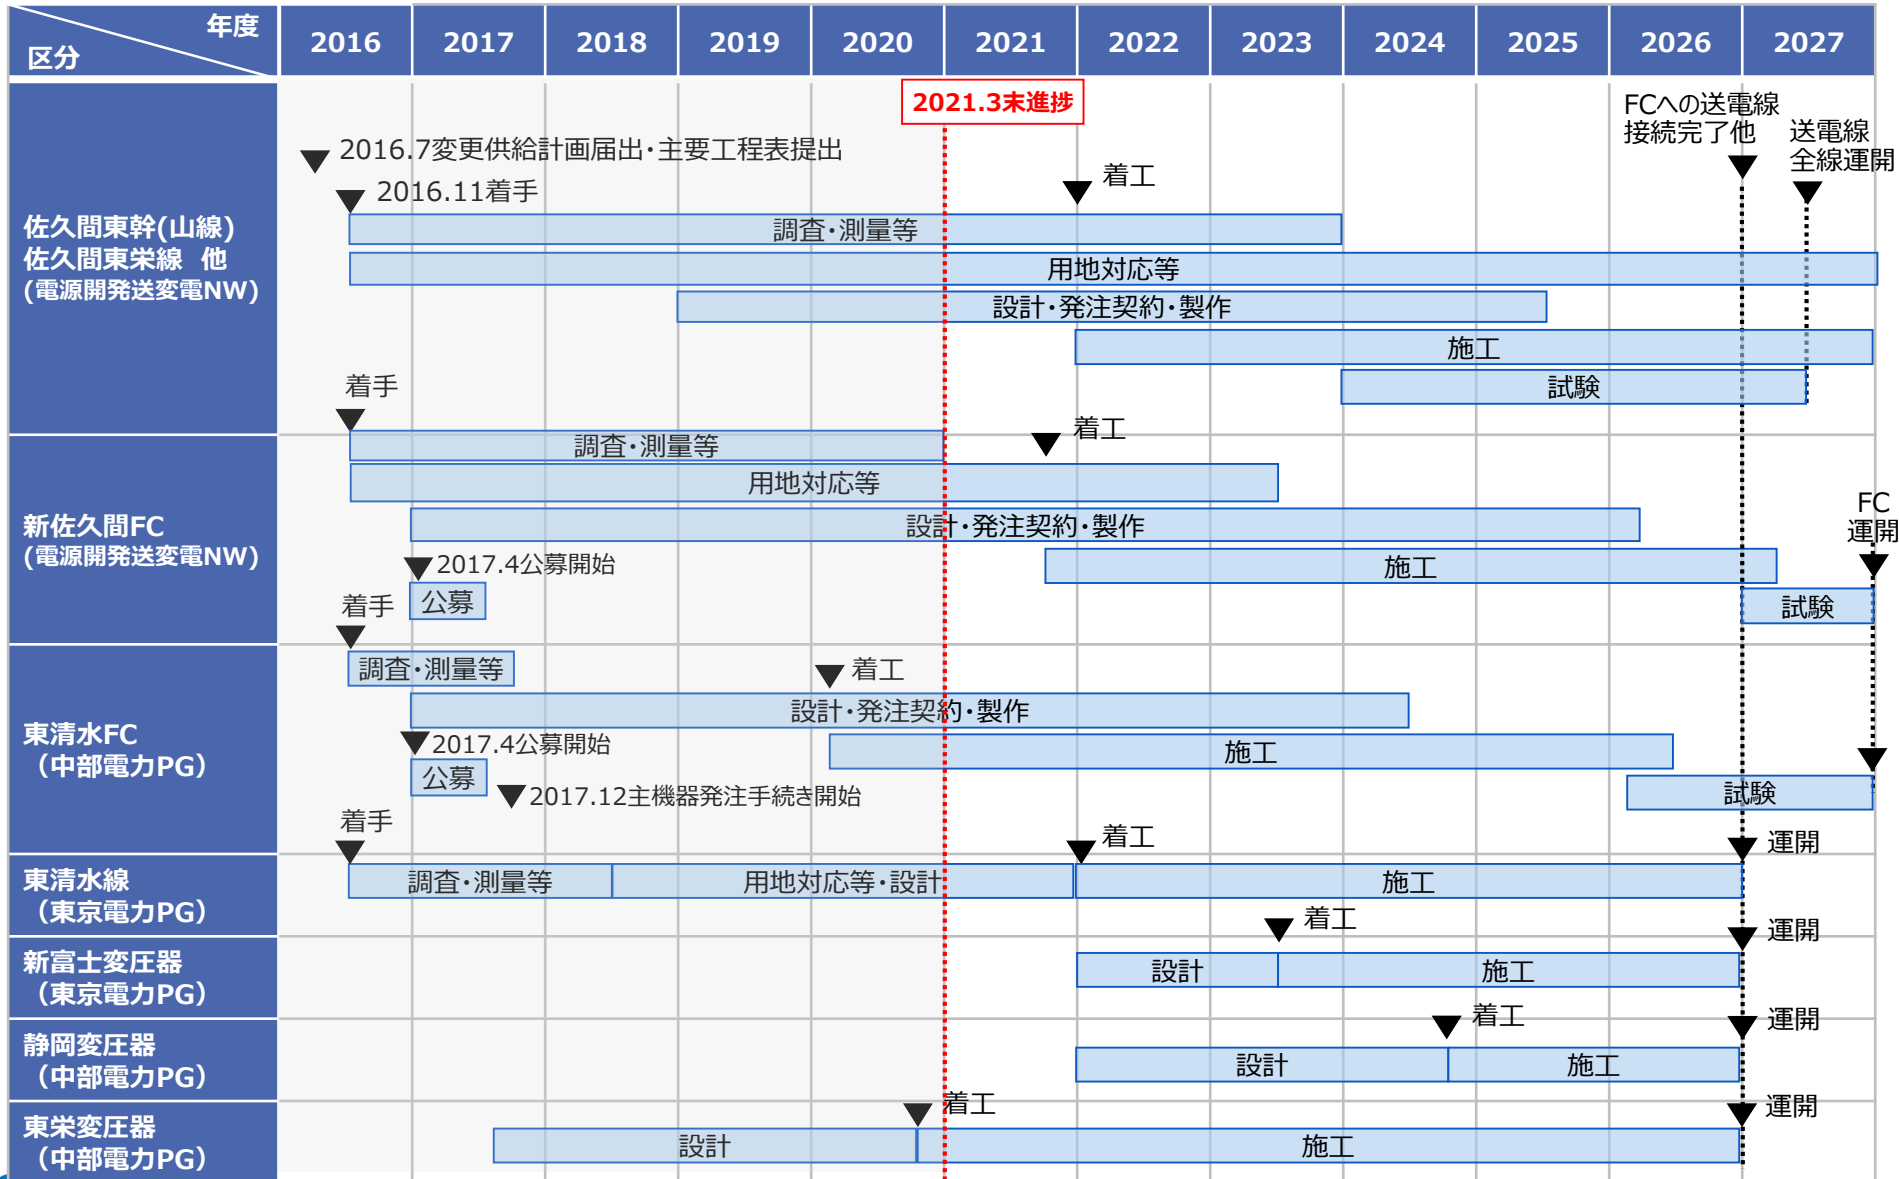 年度
区分
2016 2017 2018 2019 2020 2021 2022 2023 2024 2025 2026 2027
2021.3末進捗
FCへの送電線
接続完了他
送電線
全線運開
佐久間東幹(山線)
佐久間東栄線 他
(電源開発送変電NW)
2016.7変更供給計画届出・主要工程表提出
2016.11着手
着工
調査・測量等
用地対応等
設計・発注契約・製作
施工
試験
新佐久間FC
(電源開発送変電NW)
着手
着工
調査・測量等
用地対応等
設計・発注契約・製作
FC
運開
2017.4公募開始
施工
公募
試験
東清水FC
(中部電力PG)
着手
調査・測量等
着工
設計・発注契約・製作
2017.4公募開始
施工
公募
2017.12主機器発注手続き開始
試験
東清水線
(東京電力PG)
着手
着工
運開
調査・測量等
用地対応等・設計
施工
新富士変圧器
(東京電力PG)
着工
運開
設計
施工
静岡変圧器
(中部電力PG)
着工
運開
設計
施工
東栄変圧器
(中部電力PG)
着工
運開
設計
施工